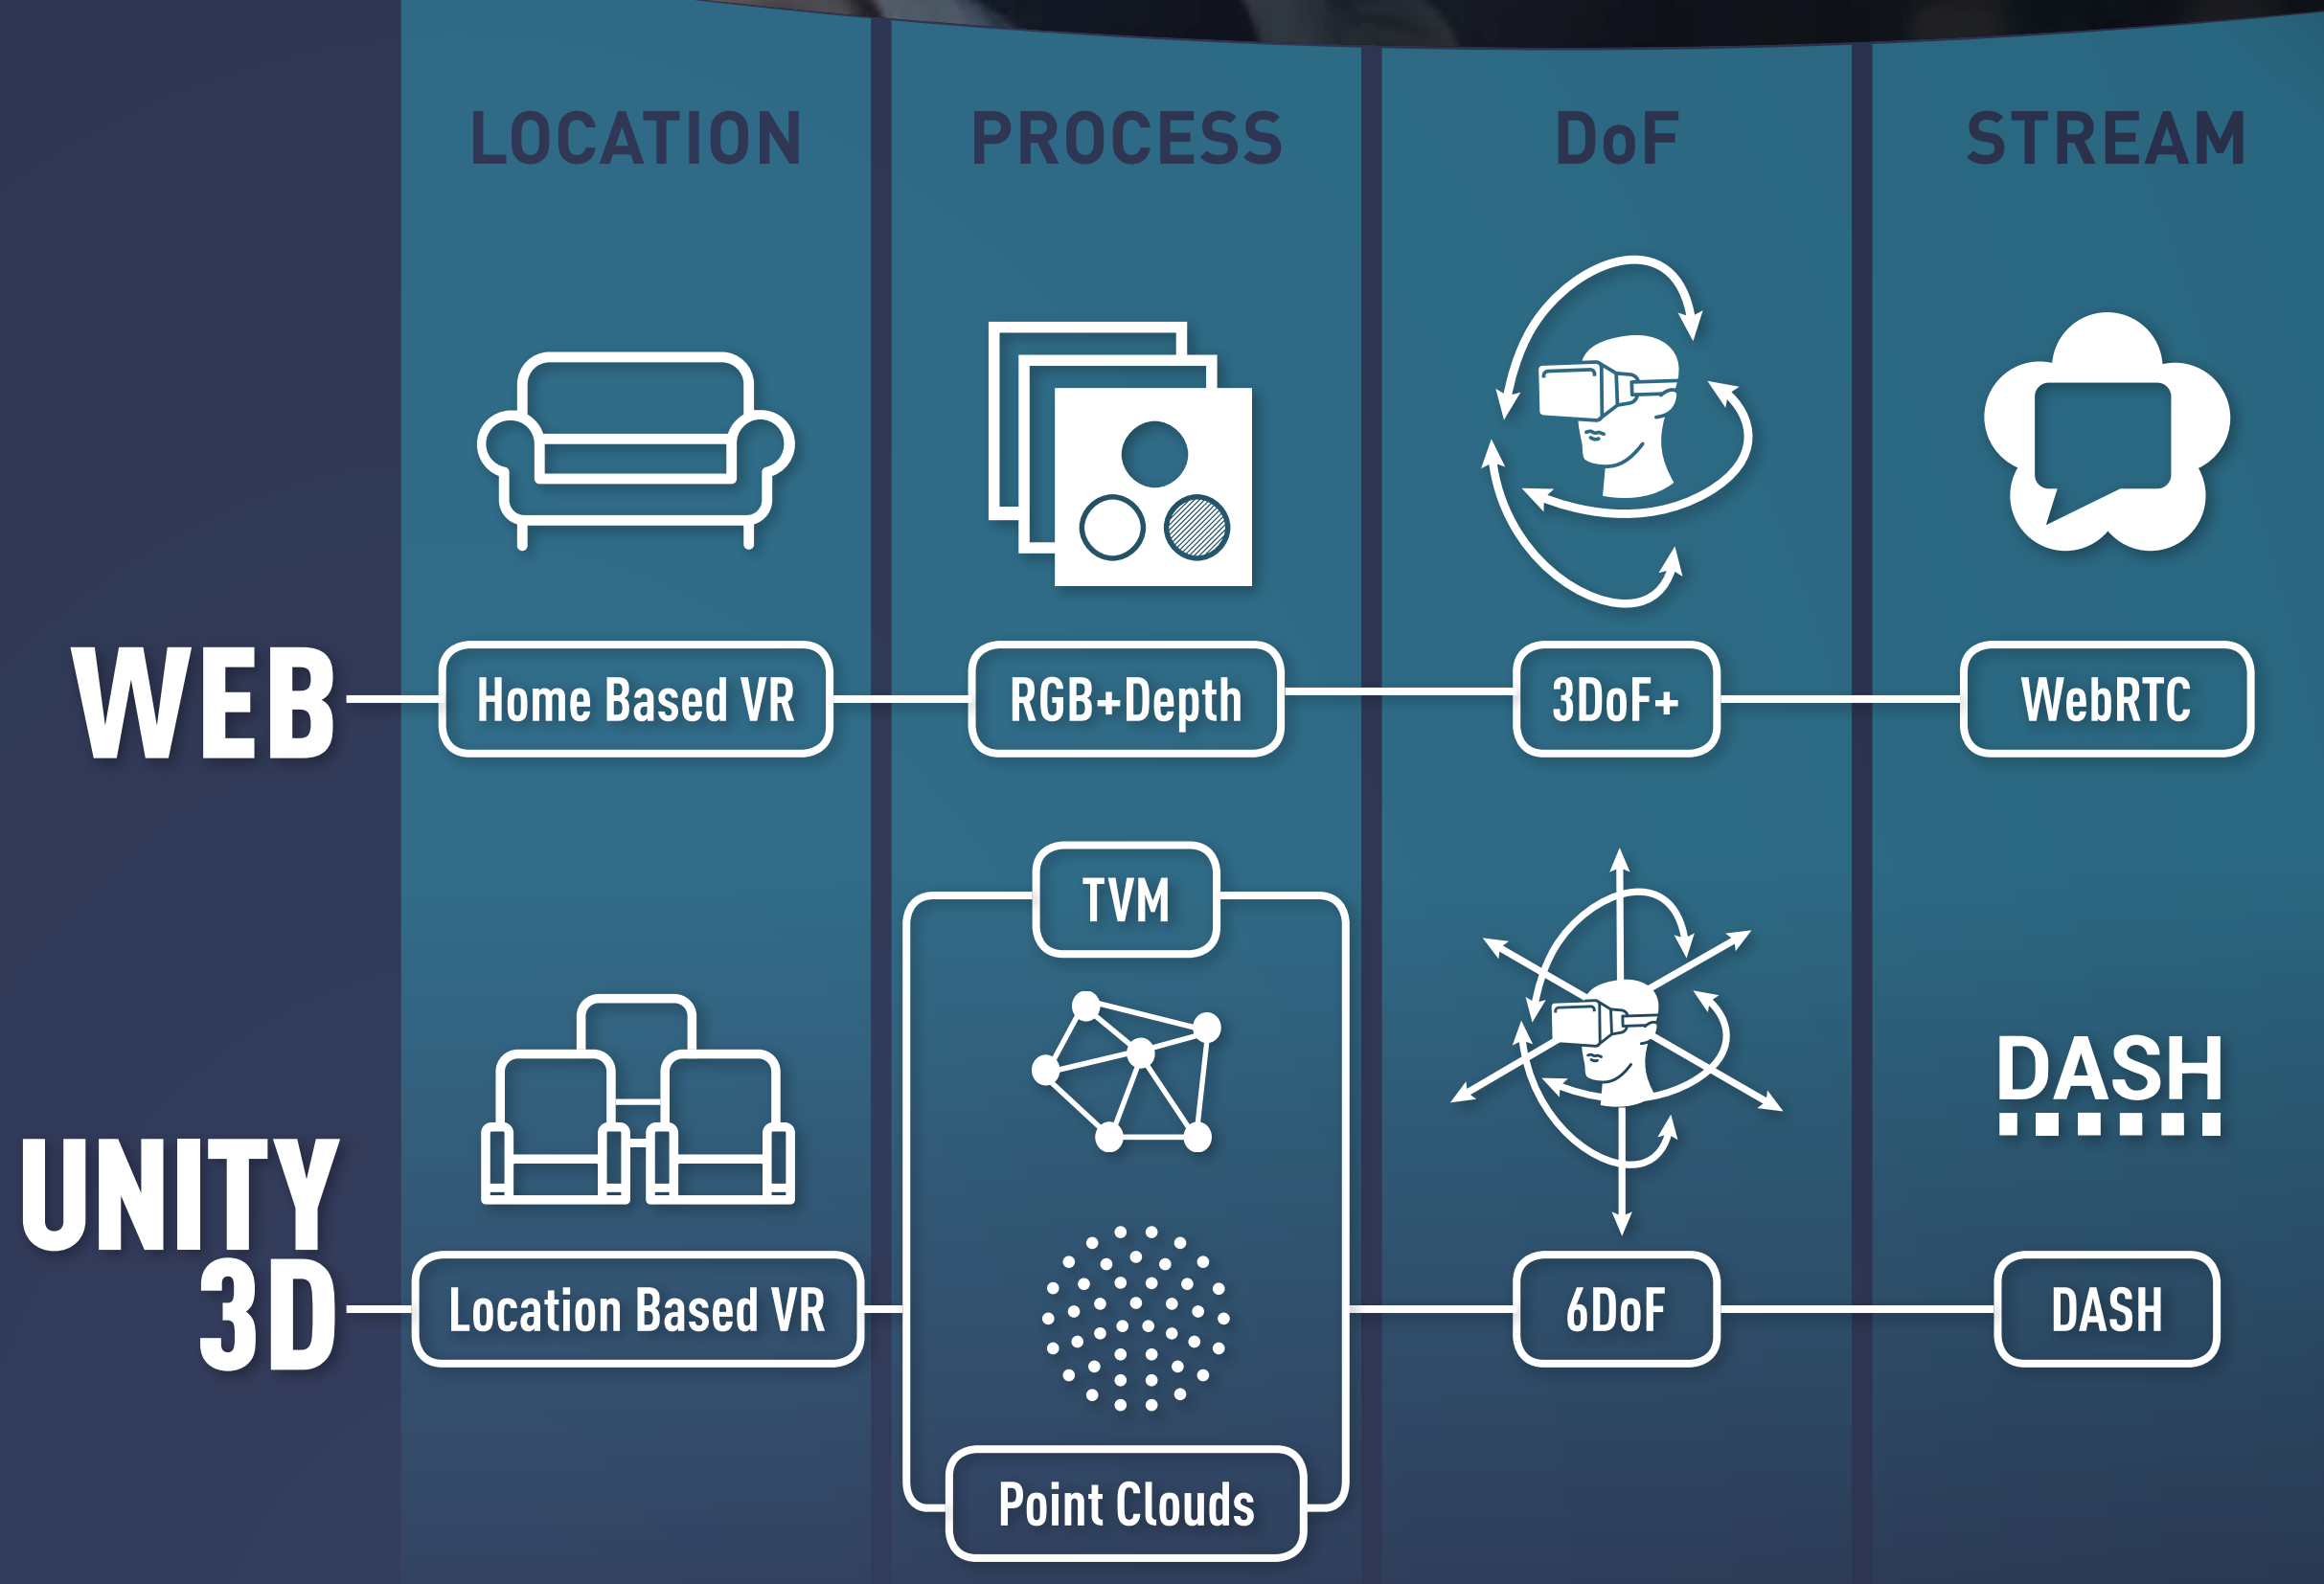 LOCATION PROCESS DoF STREAM
WEB Home Based VR RGB+Depth 3DoF+ WebRTC
TVM
DASH
UNITY
3D Location Based VR 6DoF DASH
Point Clouds